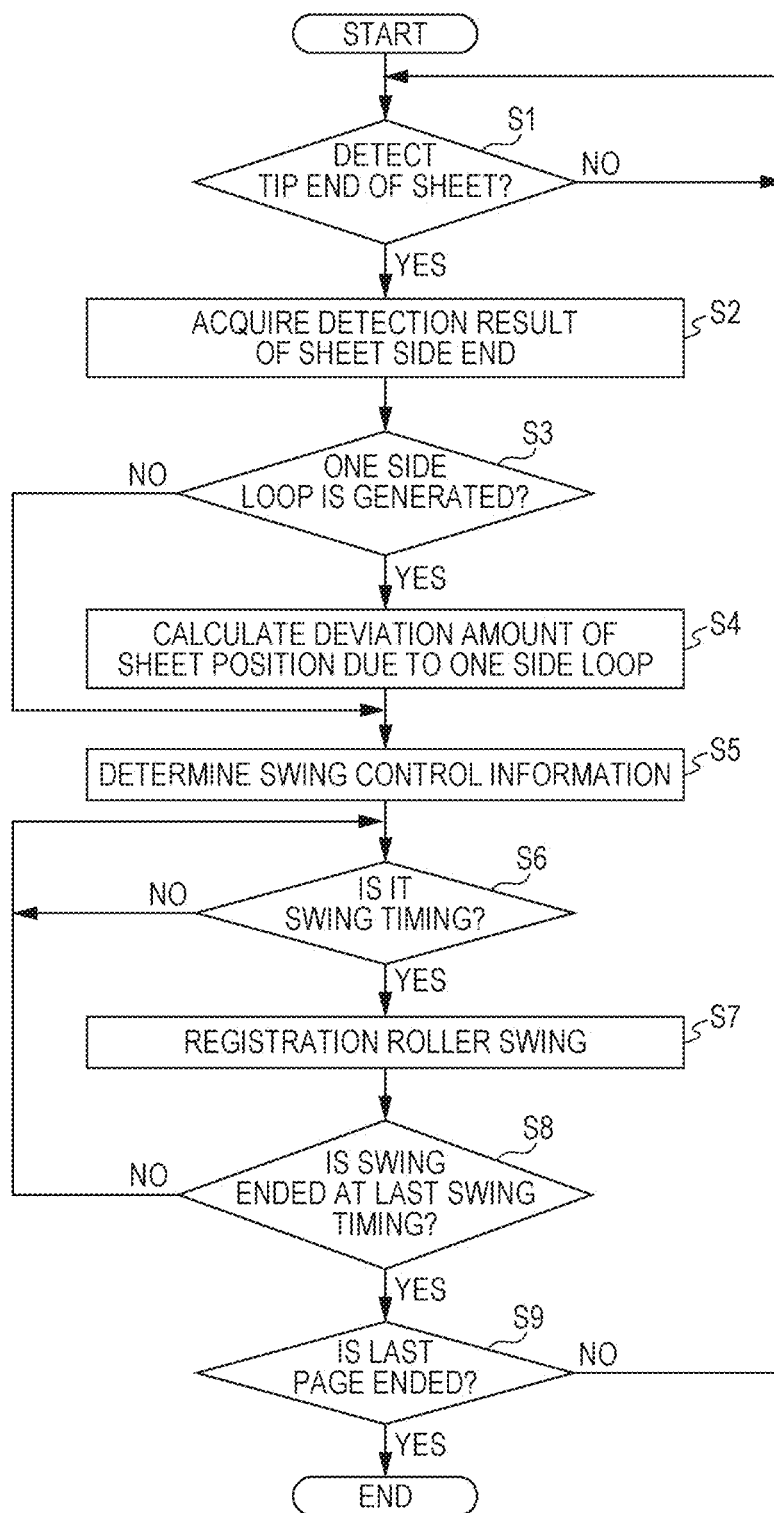 START
S1
DETECT
TIP END OF SHEET?
NO
YES
ACQUIRE DETECTION RESULT
OF SHEET SIDE END
S2
S3
NO
ONE SIDE
LOOP IS GENERATED?
YES
CALCULATE DEVIATION AMOUNT OF
SHEET POSITION DUE TO ONE SIDE LOOP
S4
DETERMINE SWING CONTROL INFORMATION
S5
S6
NO
IS IT
SWING TIMING?
YES
REGISTRATION ROLLER SWING
S7
S8
NO
IS SWING
ENDED AT LAST SWING
TIMING?
YES
S9
IS LAST
PAGE ENDED?
NO
YES
END